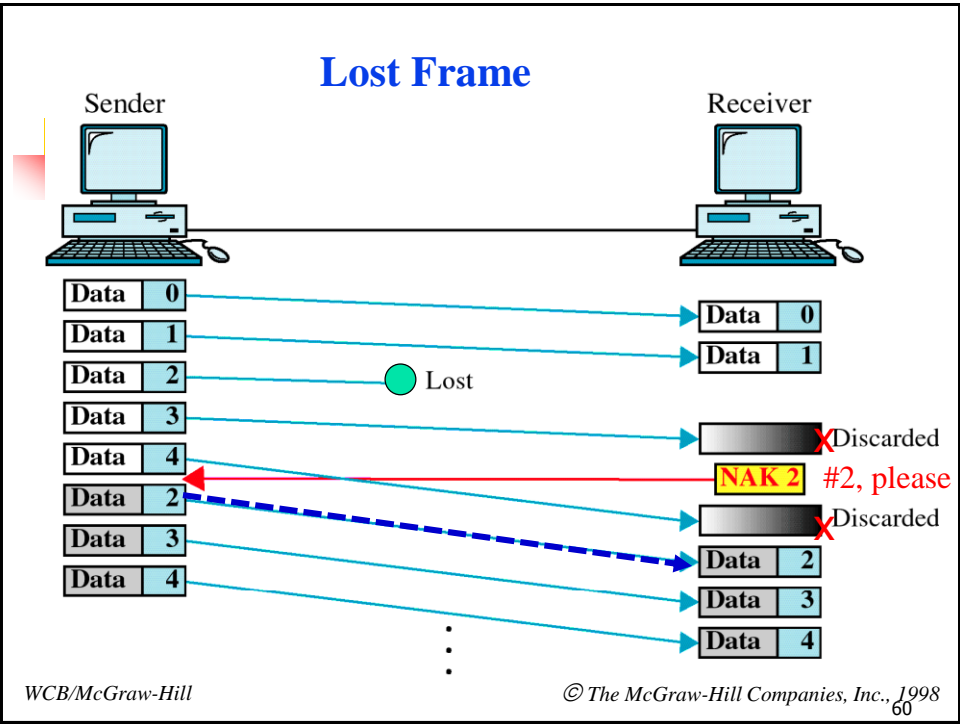 Lost Frame
Sender
Receiver
Data 0
Data 1
Data 2
Data 3
Data 4
Data 2
Data 3
Data 4
Lost
Data 0
Data 1
X Discarded
NAK 2 #2, please
X Discarded
Data 2
Data 3
Data 4
WCB/McGraw-Hill
© The McGraw-Hill Companies, Inc., 1998
60